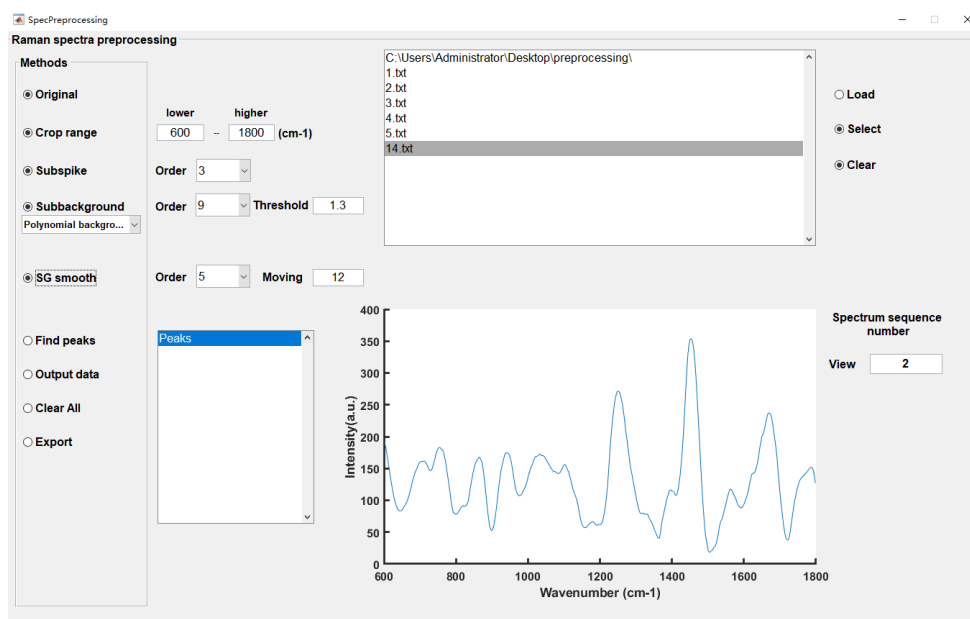 SpecPreprocessing
Raman spectra preprocessing
Methods
Original
Crop range
lower higher
600 -- 1800 (cm-1)
Subspike
Order 3
Subbackground
Order 9 Threshold 1.3
Polynomial backgro...
SG smooth
Order 5 Moving 12
Find peaks
Output data
Clear All
Export
Peaks
C:\Users\Administrator\Desktop\preprocessing\
1.txt
2.txt
3.txt
4.txt
5.txt
14.txt
Load
Select
Clear
Spectrum sequence
number
View 2
400
350
300
250
200
150
100
50
0
Intensity(a.u.)
600 800 1000 1200 1400 1600 1800
Wavenumber (cm-1)